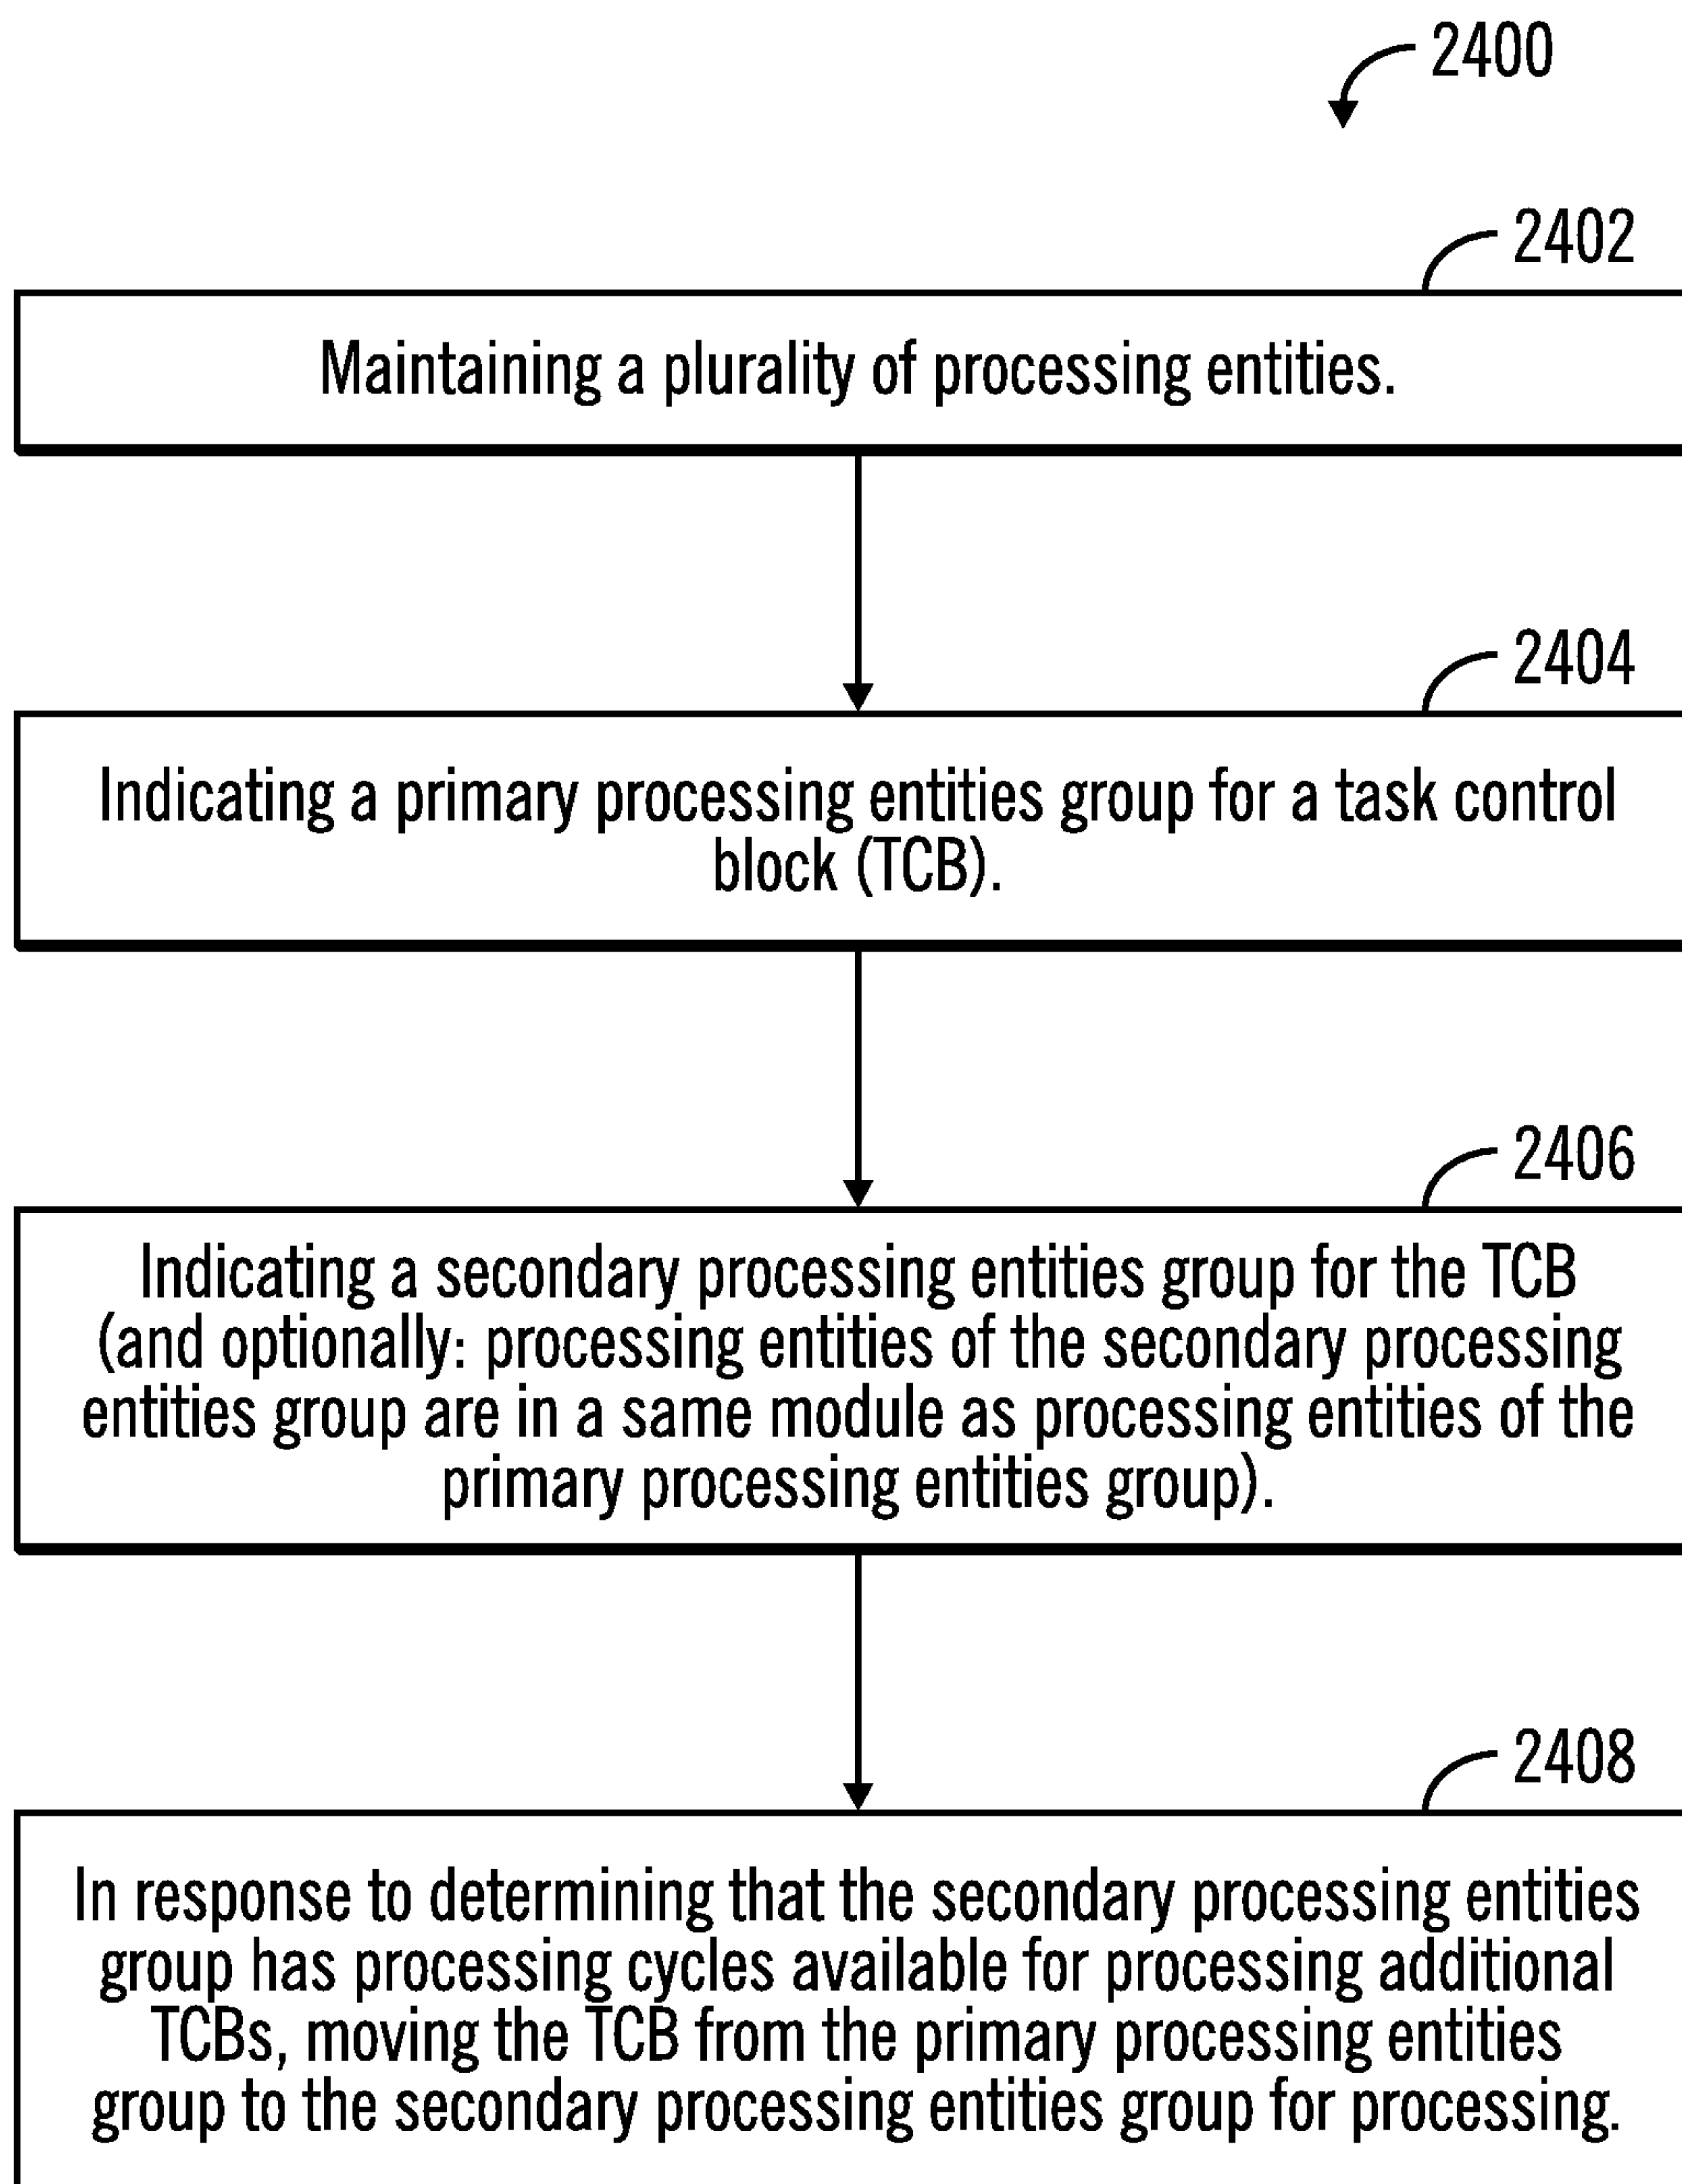 2400
2402
Maintaining a plurality of processing entities.
2404
Indicating a primary processing entities group for a task control
block (TCB).
2406
Indicating a secondary processing entities group for the TCB
(and optionally: processing entities of the secondary processing
entities group are in a same module as processing entities of the
primary processing entities group).
2408
In response to determining that the secondary processing entities
group has processing cycles available for processing additional
TCBs, moving the TCB from the primary processing entities
group to the secondary processing entities group for processing.